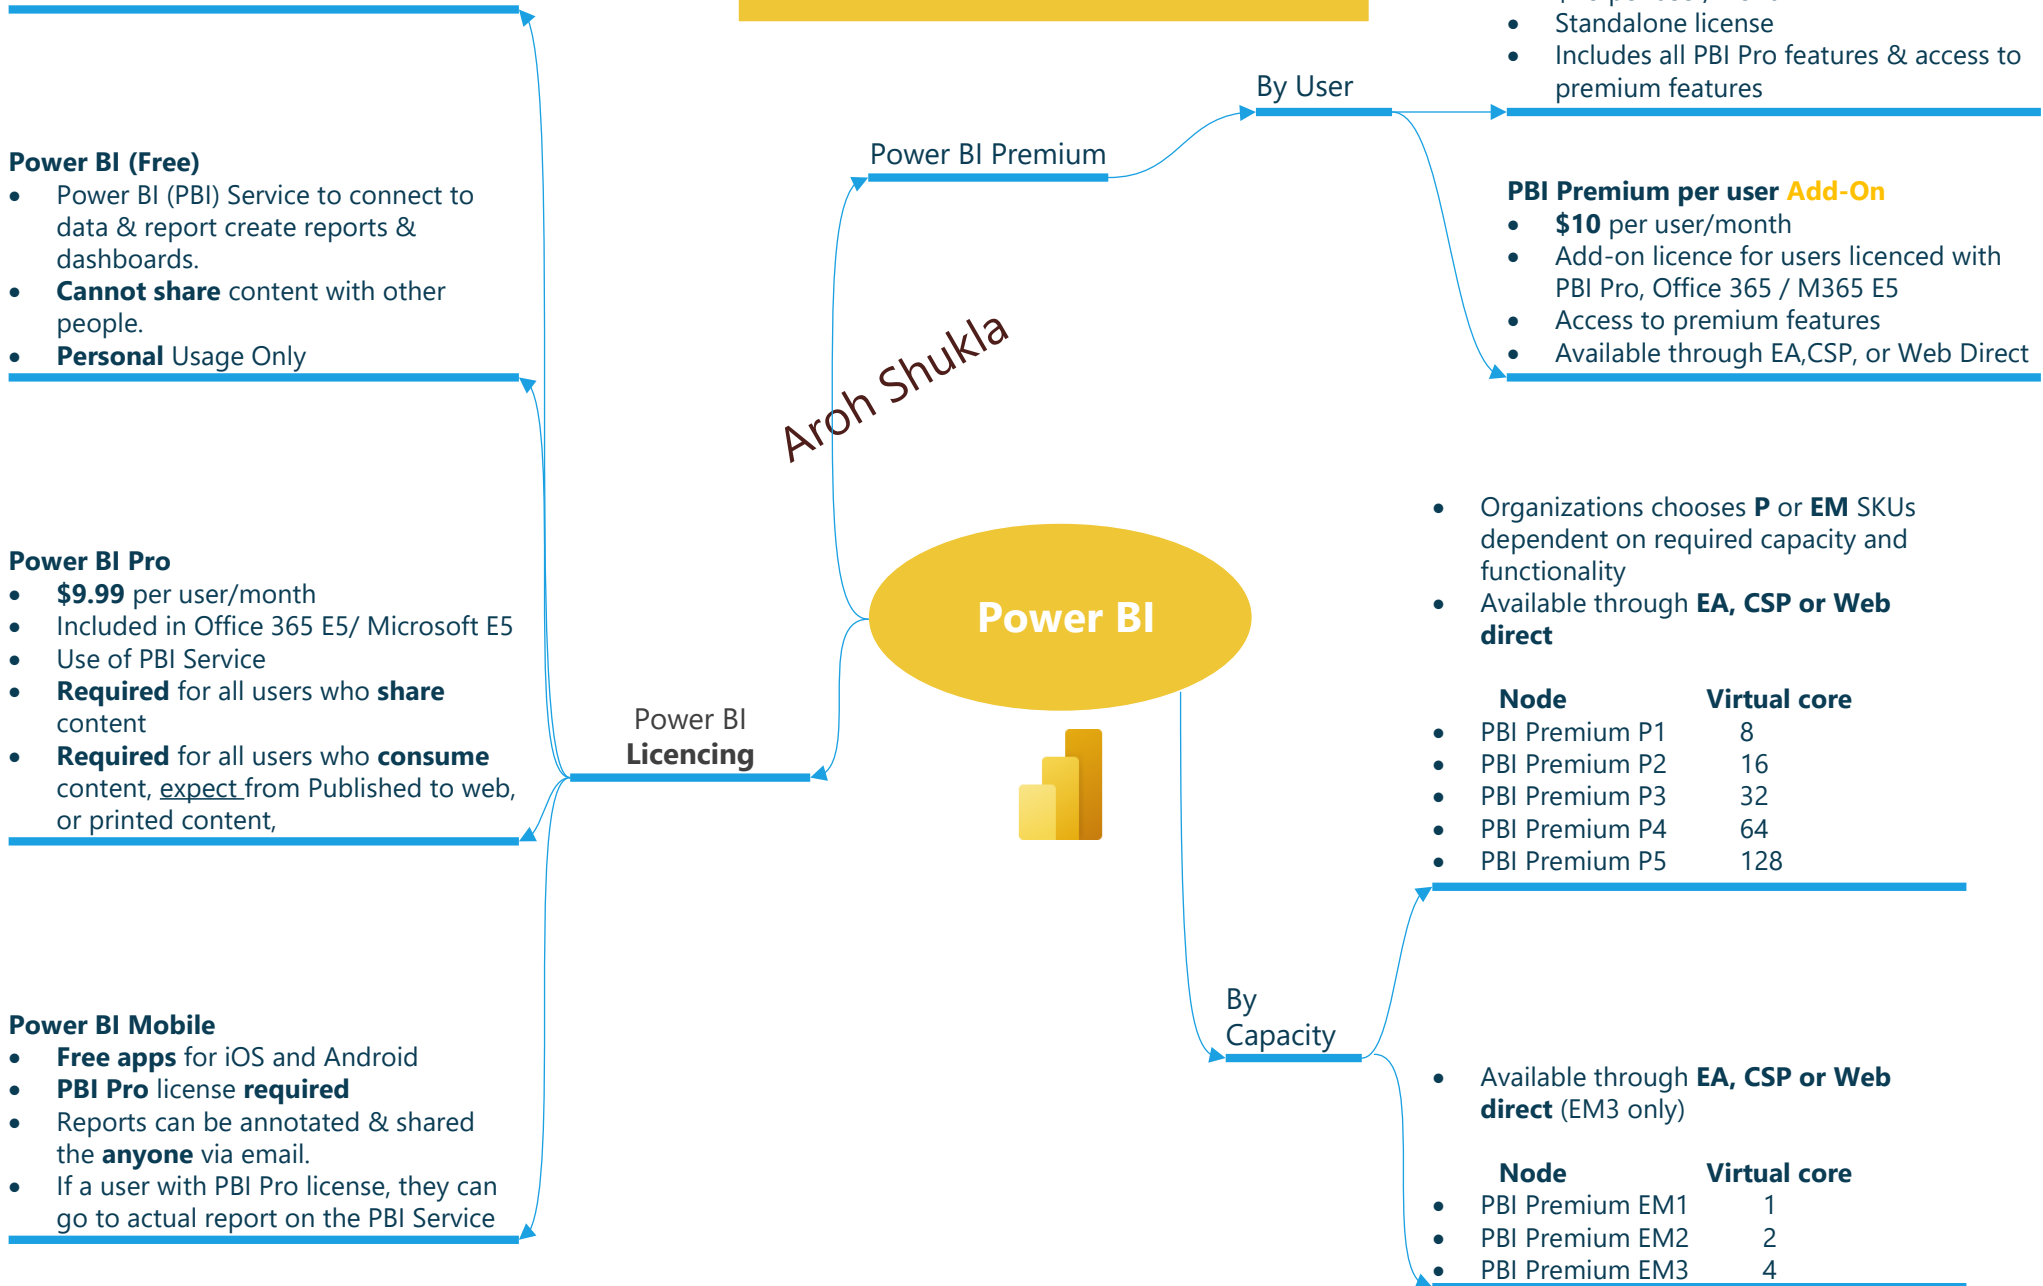 Standalone license
Includes all PBI Pro features & access to
premium features
By User
Power BI Premium
Power BI (Free)
Power BI (PBI) Service to connect to
data & report create reports &
dashboards.
Cannot share content with other
people.
Personal Usage Only
PBI Premium per user Add-On
$10 per user/month
Add-on licence for users licenced with
PBI Pro, Office 365 / M365 E5
Access to premium features
Available through EA,CSP, or Web Direct
Aroh Shukla
Power BI
Power BI Pro
$9.99 per user/month
Included in Office 365 E5/ Microsoft E5
Use of PBI Service
Required for all users who share
content
Required for all users who consume
content, expect from Published to web,
or printed content,
Power BI
Licencing
Organizations chooses P or EM SKUs
dependent on required capacity and
functionality
Available through EA, CSP or Web
direct
Node Virtual core
PBI Premium P1 8
PBI Premium P2 16
PBI Premium P3 32
PBI Premium P4 64
PBI Premium P5 128
Power BI Mobile
Free apps for iOS and Android
PBI Pro license required
Reports can be annotated & shared
the anyone via email.
If a user with PBI Pro license, they can
go to actual report on the PBI Service
By
Capacity
Available through EA, CSP or Web
direct (EM3 only)
Node Virtual core
PBI Premium EM1 1
PBI Premium EM2 2
PBI Premium EM3 4